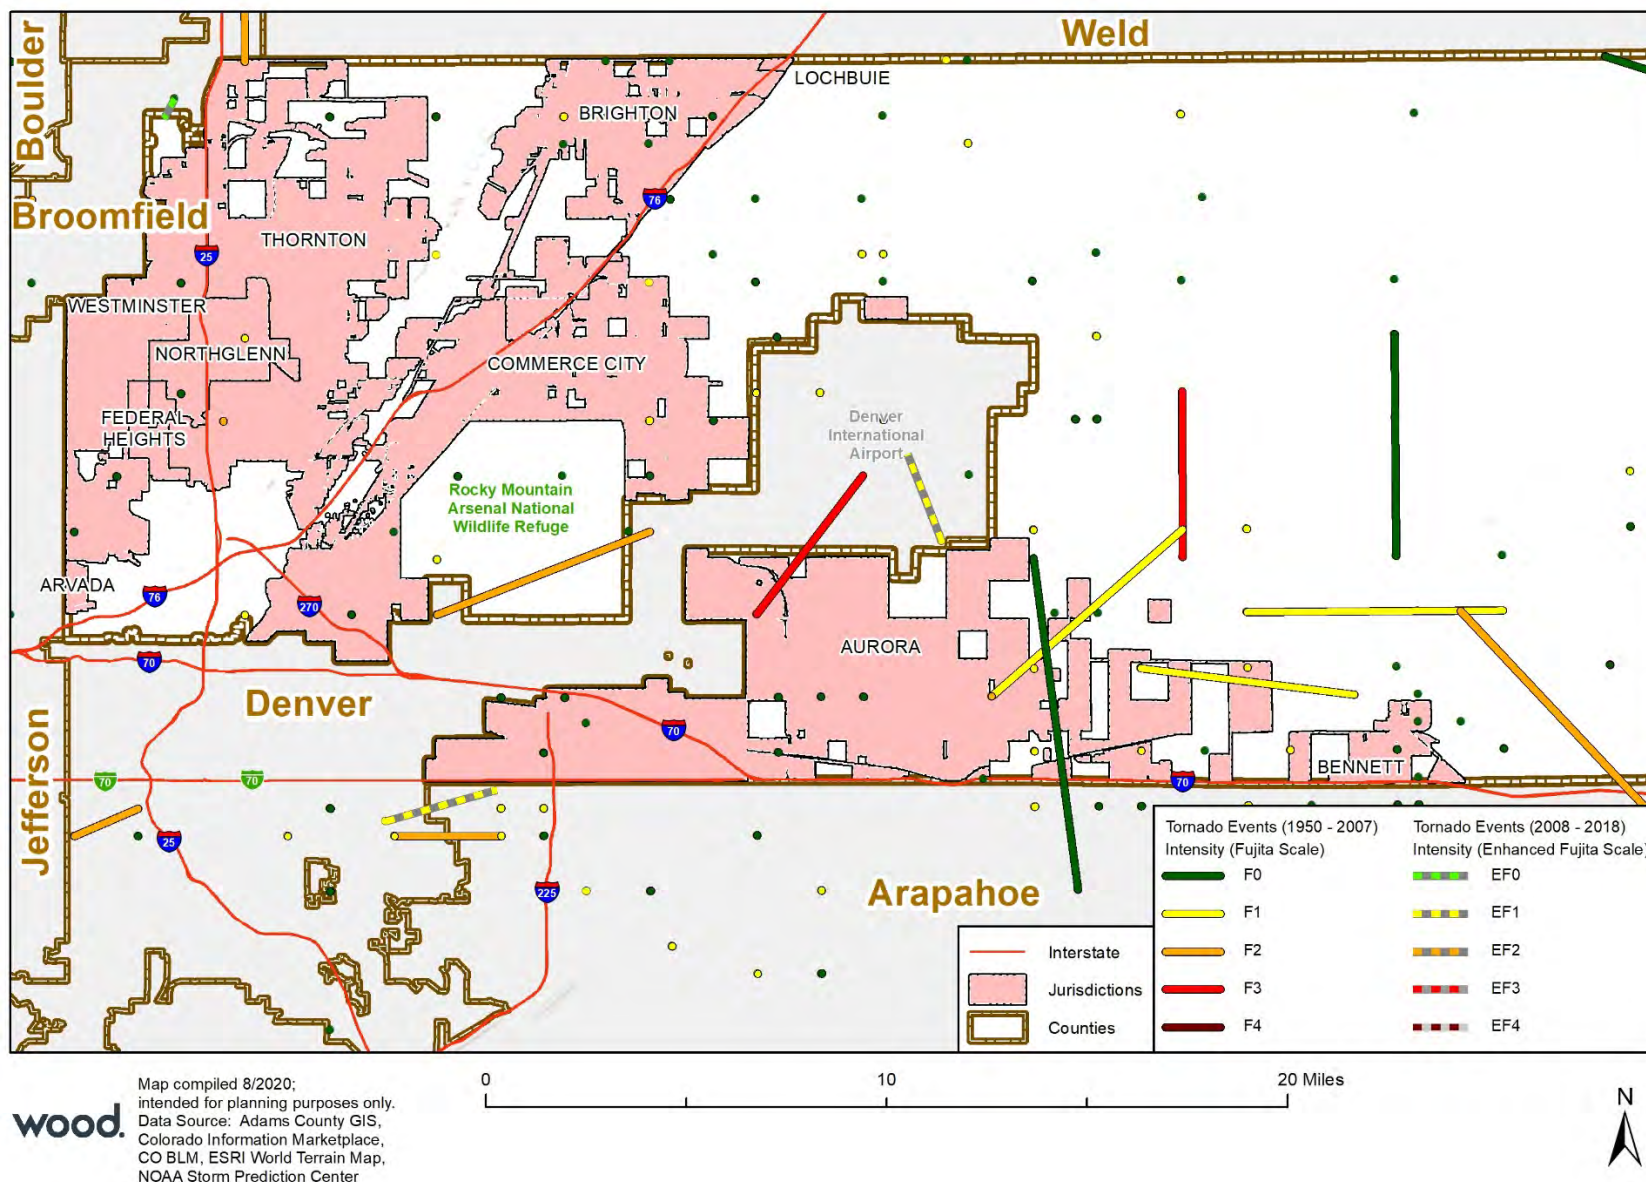 Weld
Boulder
LOCHBUIE
BRIGHTON
76
Broomfield
THORNTON
25
WESTMINSTER
NORTHGLENN
COMMERCE CITY
FEDERAL
HEIGHTS
Denver
International
Airport
Rocky Mountain
Arsenal National
Wildlife Refuge
ARVADA
76
270
AURORA
70
Denver
70
Jefferson
70
70
BENNETT
70
25
225
Arapahoe
Interstate
Jurisdictions
Counties
Tornado Events (1950 - 2007)
Intensity (Fujita Scale)
F0
F1
F2
F3
F4
Tornado Events (2008 - 2018)
Intensity (Enhanced Fujita Scale)
EF0
EF1
EF2
EF3
EF4
wood.
Map compiled 8/2020;
intended for planning purposes only.
Data Source: Adams County GIS,
Colorado Information Marketplace,
CO BLM, ESRI World Terrain Map,
NOAA Storm Prediction Center
0 10 20 Miles
N